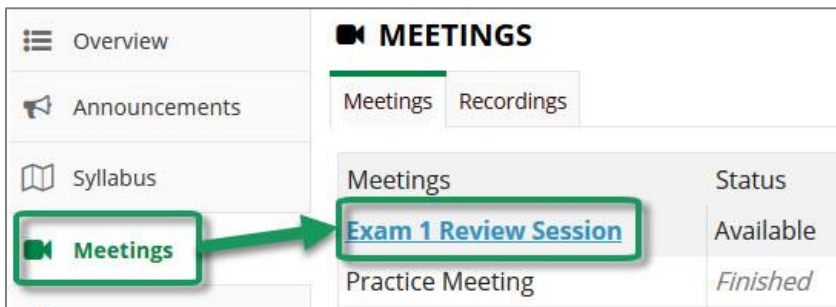 Overview
Announcements
Syllabus
Meetings
MEETINGS
Meetings Recordings
Meetings Status
Exam 1 Review Session Available
Practice Meeting Finished